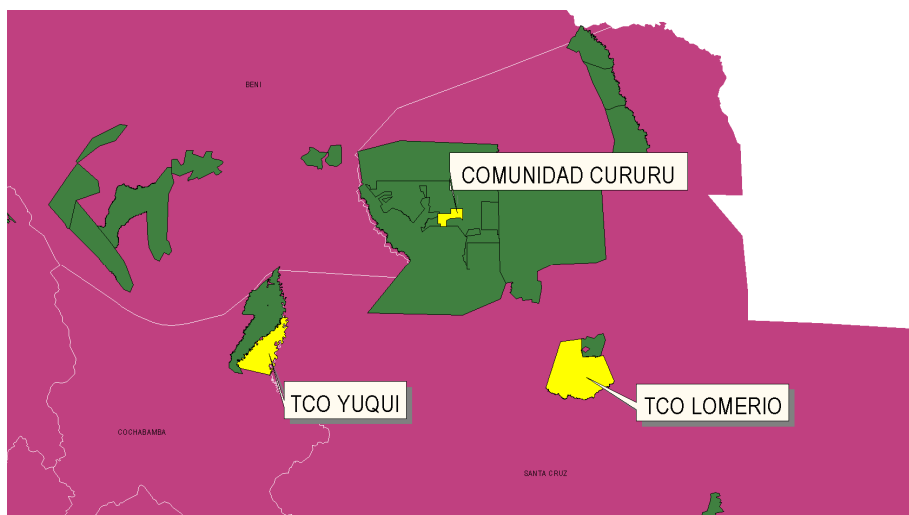 BENI
COMUNIDAD CURURU
TCO YUQUI
TCO LOMERIO
COCHABAMBA
SANTA CRUZ